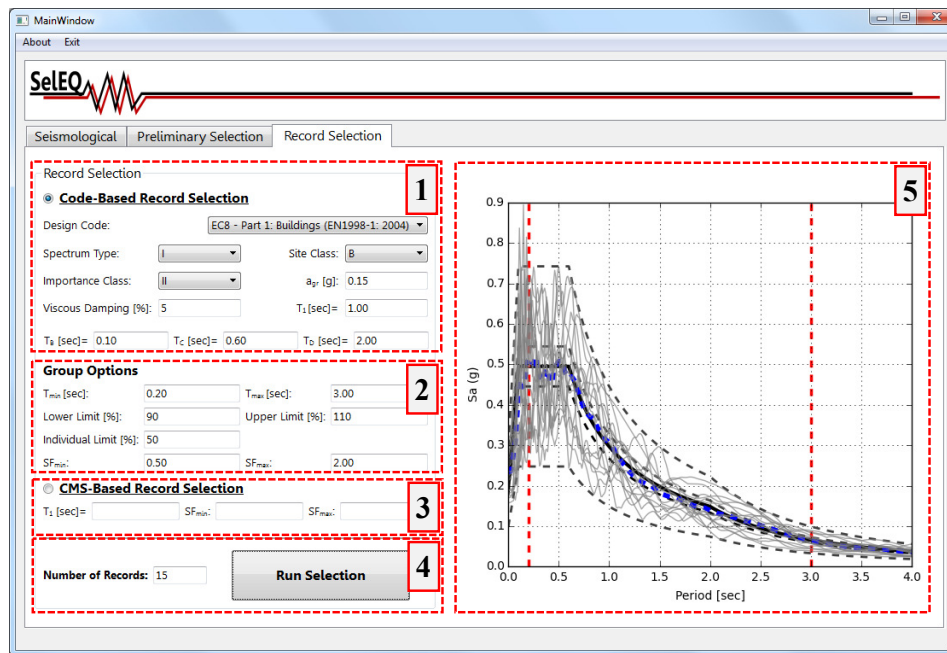 MainWindow
About Exit
SelEQ
Seismological Preliminary Selection Record Selection
Record Selection
1
Code-Based Record Selection
Design Code: EC8 - Part 1: Buildings (EN1998-1: 2004)
Spectrum Type: I Site Class: B
Importance Class: II agr [g]: 0.15
Viscous Damping [%]: 5 T1[sec]= 1.00
TB [sec]= 0.10 TC [sec]= 0.60 TD [sec]= 2.00
Group Options
2
Tmin [sec]: 0.20 Tmax [sec]: 3.00
Lower Limit [%]: 90 Upper Limit [%]: 110
Individual Limit [%]: 50
SFmin: 0.50 SFmax: 2.00
CMS-Based Record Selection
3
T1 [sec]= SFmin: SFmax:
4
Number of Records: 15 Run Selection
5
0.9
0.8
0.7
0.6
0.5
0.4
0.3
0.2
0.1
0.0
Sa (g)
0.0 0.5 1.0 1.5 2.0 2.5 3.0 3.5 4.0
Period [sec]